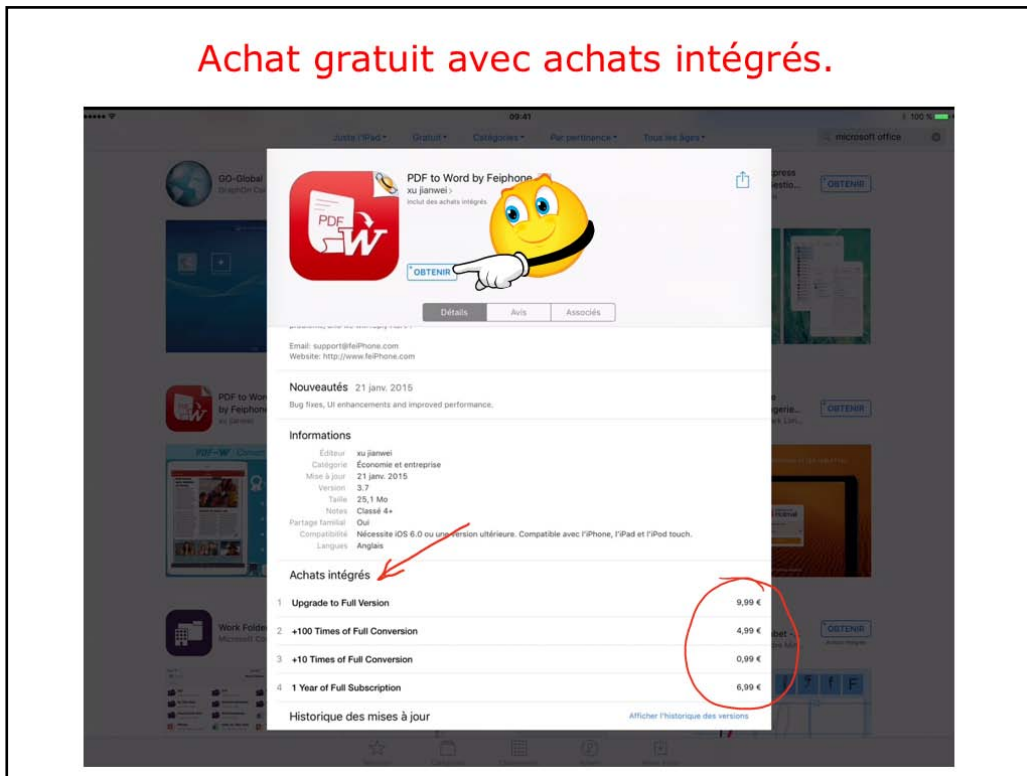 Achat gratuit avec achats intégrés.
09:41
100 %
Juste l'iPad Gratuit Catégories Par pertinence Tous les âges
microsoft office
GO-Global
GraphOn
OBTENIR
PDF to Word by Feiphone
xu jianwei >
Inclut des achats intégrés
PDF
W
+OBTENIR
Détails Avis Associés
Email: support@feiPhone.com
Website: http://www.feiPhone.com
Nouveautés 21 janv. 2015
Bug fixes, UI enhancements and improved performance.
PDF to Wor
by Feiphone
xu jianwei
OBTENIR
Informations
Éditeur xu jianwei
Catégorie Économie et entreprise
Mise à jour 21 janv. 2015
Version 3.7
Taille 25,1 Mo
Notes Classé 4+
Partage familial Oui
Compatibilité Nécessite iOS 6.0 ou une version ultérieure. Compatible avec l'iPhone, l'iPad et l'iPod touch.
Langues Anglais
Achats intégrés
1 Upgrade to Full Version 9,99 €
2 +100 Times of Full Conversion 4,99 €
3 +10 Times of Full Conversion 0,99 €
4 1 Year of Full Subscription 6,99 €
Work Folde
Microsoft Co
OBTENIR
Historique des mises à jour Afficher l'historique des versions